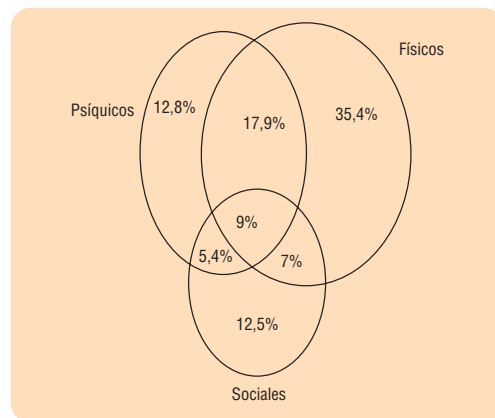 Físicos
Psíquicos
12,8%
17,9%
35,4%
9%
5,4%
7%
12,5%
Sociales